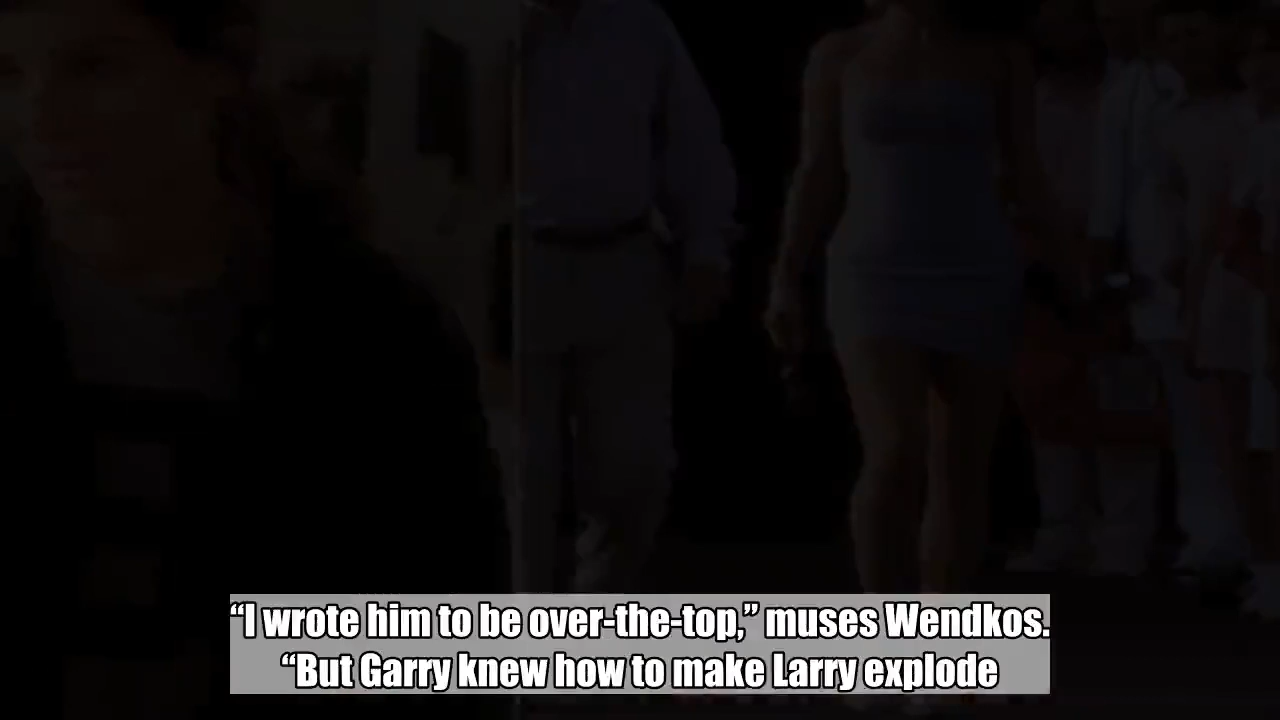 “I wrote him to be over-the-top,” muses Wendkos.
“But Garry knew how to make Larry explode